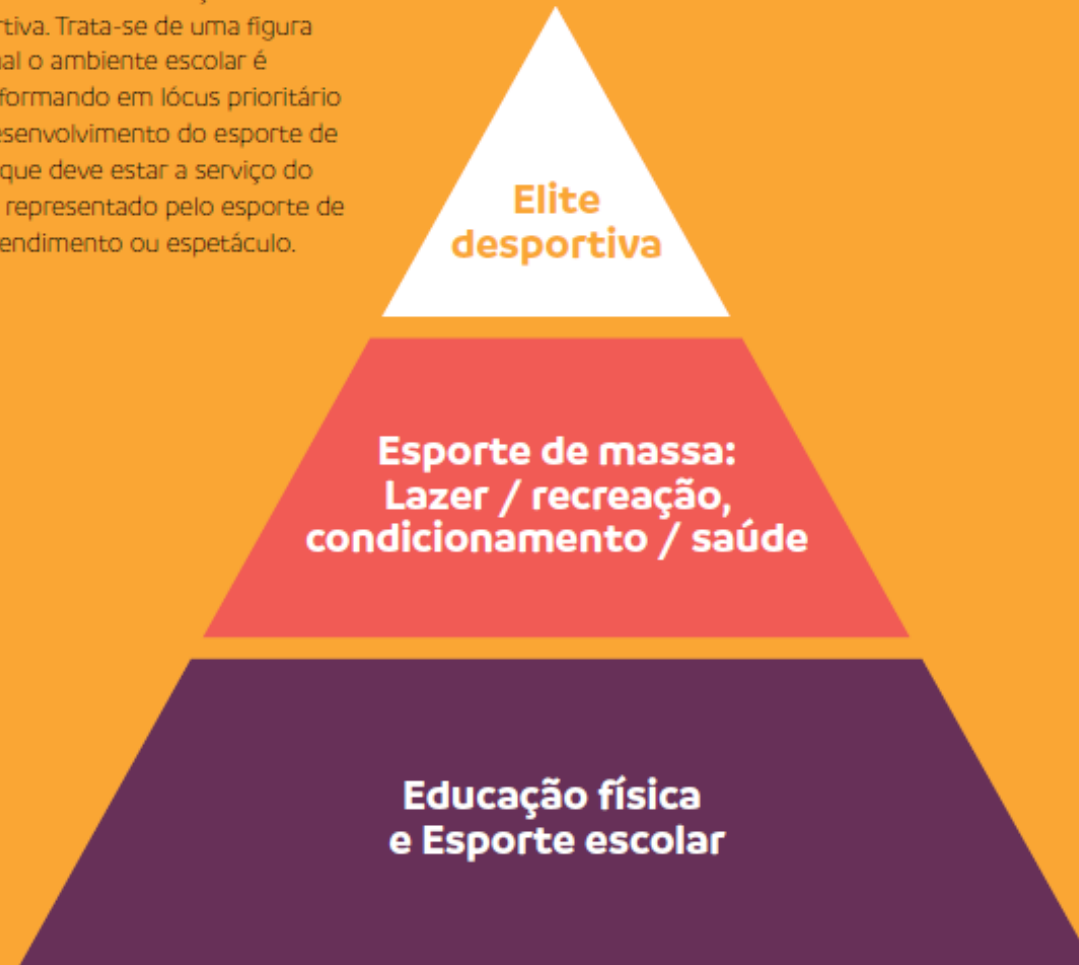 rtiva. Trata-se de uma figura
al o ambiente escolar é
formando em lócus prioritário
esenvolvimento do esporte de
que deve estar a serviço do
representado pelo esporte de
endimento ou espetáculo.
Elite
desportiva
Esporte de massa:
Lazer / recreação,
condicionamento / saúde
Educação física
e Esporte escolar